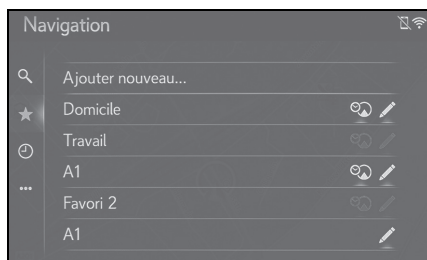 Navigation
Ajouter nouveau...
Domicile
Travail
A1
Favori 2
A1